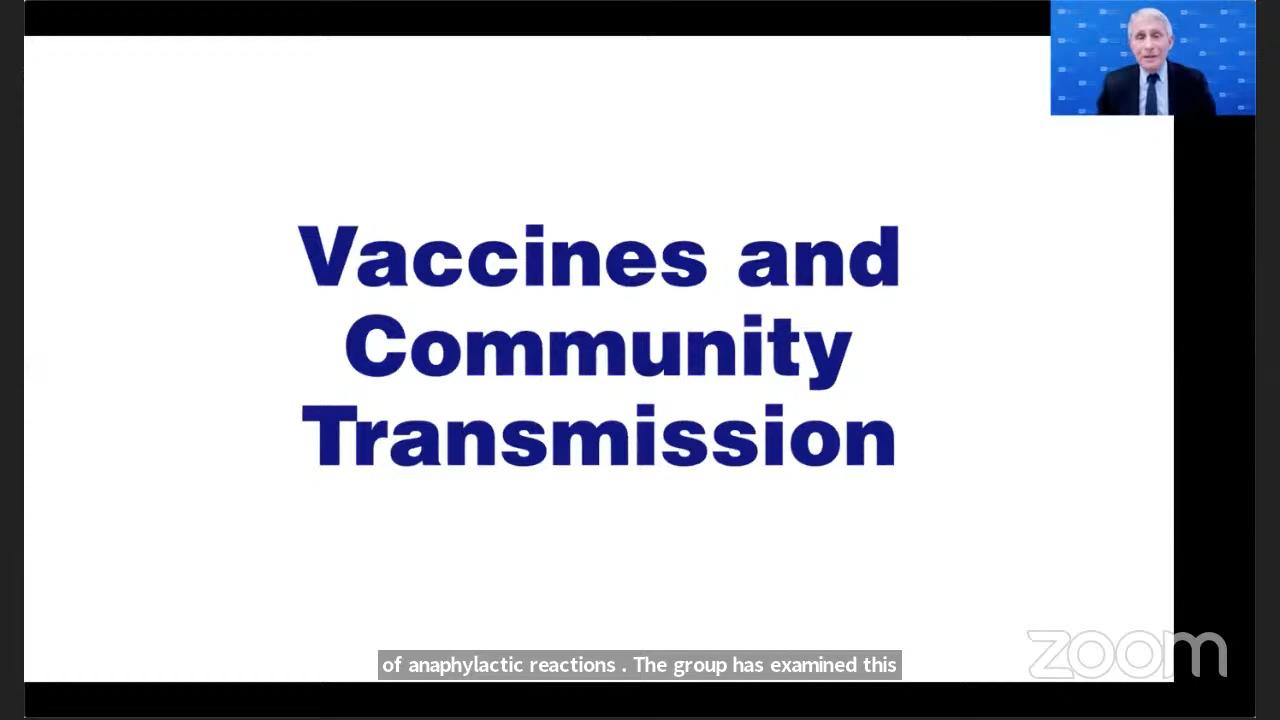 Vaccines and
Community
Transmission
of anaphylactic reactions . The group has examined this
zoom